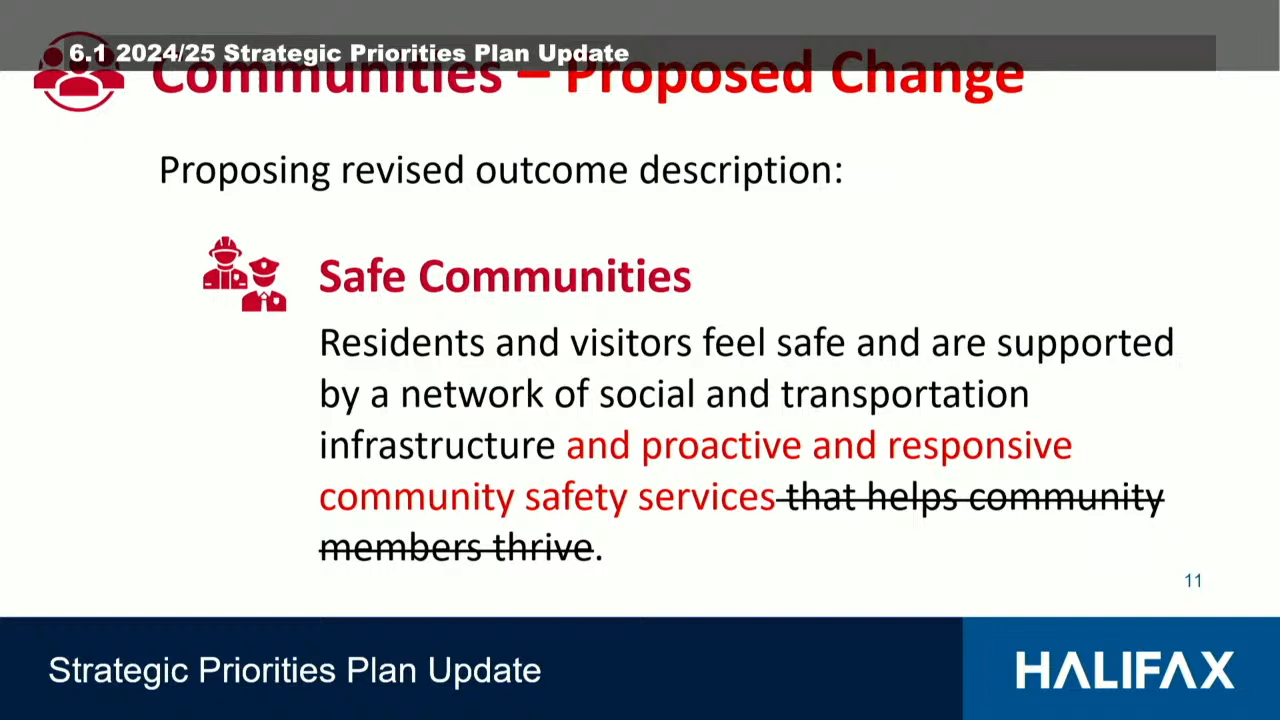 6.1 2024/25 Strategic Priorities Plan Update
Communities – Proposed Change
Proposing revised outcome description:
Safe Communities
Residents and visitors feel safe and are supported
by a network of social and transportation
infrastructure and proactive and responsive
community safety services that helps community
members thrive.
11
Strategic Priorities Plan Update
HALIFAX